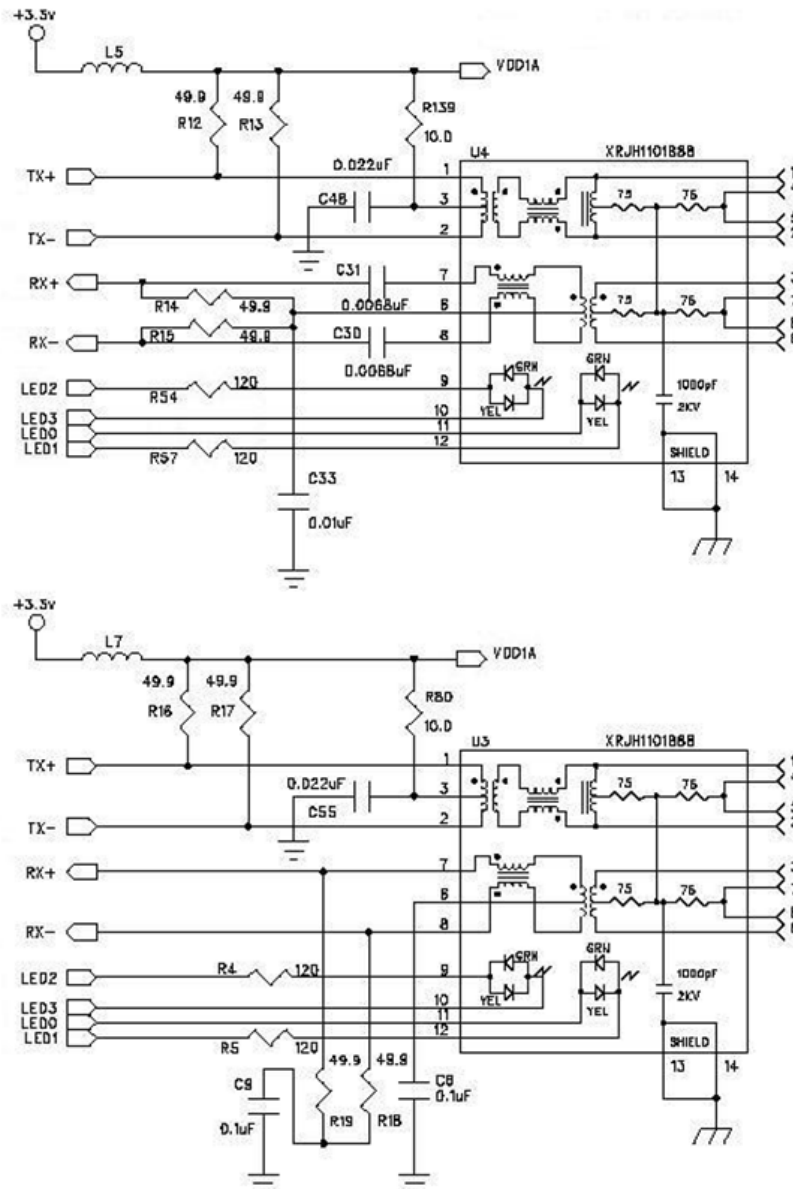 +3.3v
L5
VDD1A
49.9
R12
49.9
R13
R139
10.0
U4
XRJH1101B88
0.022uF
TX+
1
C48
3
75
75
TX-
2
RX+
C31
7
R14
49.9
0.0068uF
6
75
75
R15
49.9
RX-
C30
8
0.0068uF
GRN
GRN
LED2
R54
120
9
1000pF
2KV
LED3
10
YEL
YEL
LED0
11
LED1
R57
120
12
SHIELD
C33
13
14
0.01uF
+3.3v
L7
VDD1A
49.9
R16
49.9
R17
R80
10.0
U3
XRJH1101B88
TX+
1
0.022uF
C55
3
75
75
TX-
2
RX+
7
6
75
75
RX-
8
GRN
GRN
LED2
R4
120
9
1000pF
2KV
LED3
10
YEL
YEL
LED0
11
LED1
R5
120
12
SHIELD
49.9
49.9
13
14
C9
0.1uF
R19
R18
C8
0.1uF